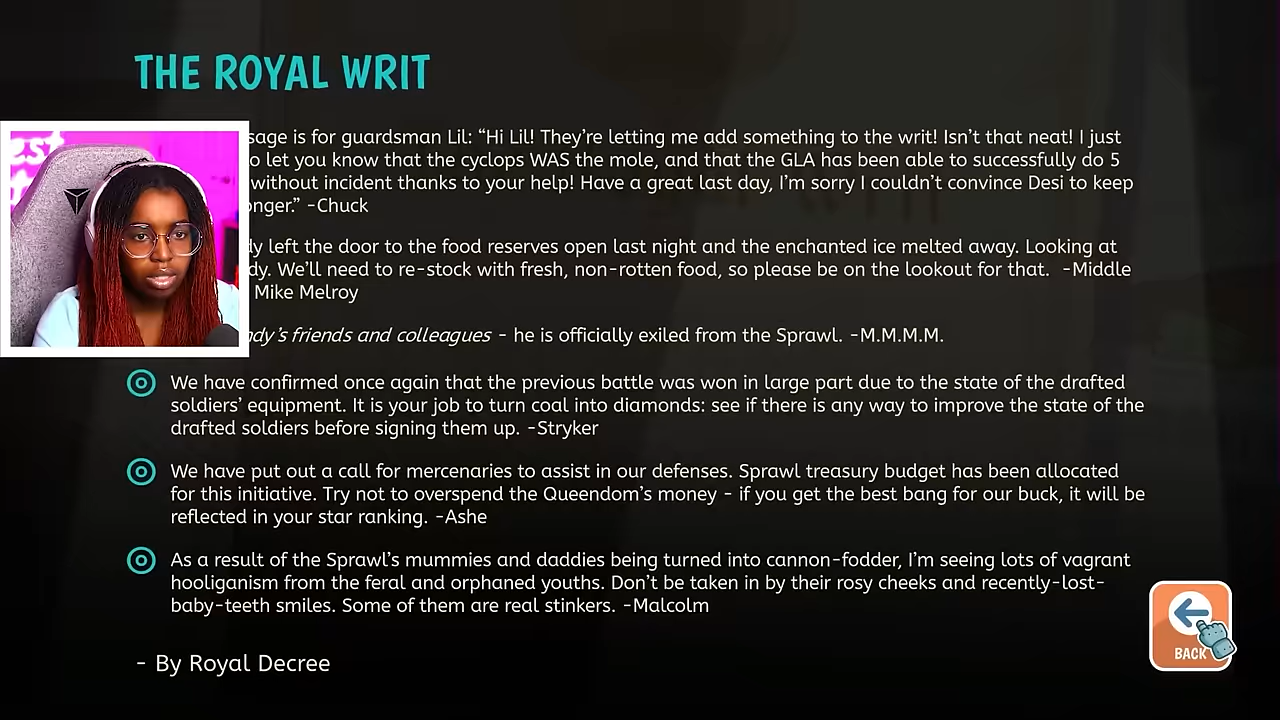 THE ROYAL WRIT
sage is for guardsman Lil: “Hi Lil! They’re letting me add something to the writ! Isn’t that neat! I just
o let you know that the cyclops WAS the mole, and that the GLA has been able to successfully do 5
without incident thanks to your help! Have a great last day, I’m sorry I couldn’t convince Desi to keep
onger.” -Chuck
dy left the door to the food reserves open last night and the enchanted ice melted away. Looking at
dy. We’ll need to re-stock with fresh, non-rotten food, so please be on the lookout for that. -Middle
Mike Melroy
ndy’s friends and colleagues - he is officially exiled from the Sprawl. -M.M.M.M.
We have confirmed once again that the previous battle was won in large part due to the state of the drafted
soldiers’ equipment. It is your job to turn coal into diamonds: see if there is any way to improve the state of the
drafted soldiers before signing them up. -Stryker
We have put out a call for mercenaries to assist in our defenses. Sprawl treasury budget has been allocated
for this initiative. Try not to overspend the Queendom’s money - if you get the best bang for our buck, it will be
reflected in your star ranking. -Ashe
As a result of the Sprawl’s mummies and daddies being turned into cannon-fodder, I’m seeing lots of vagrant
hooliganism from the feral and orphaned youths. Don’t be taken in by their rosy cheeks and recently-lost-
baby-teeth smiles. Some of them are real stinkers. -Malcolm
- By Royal Decree
BACK